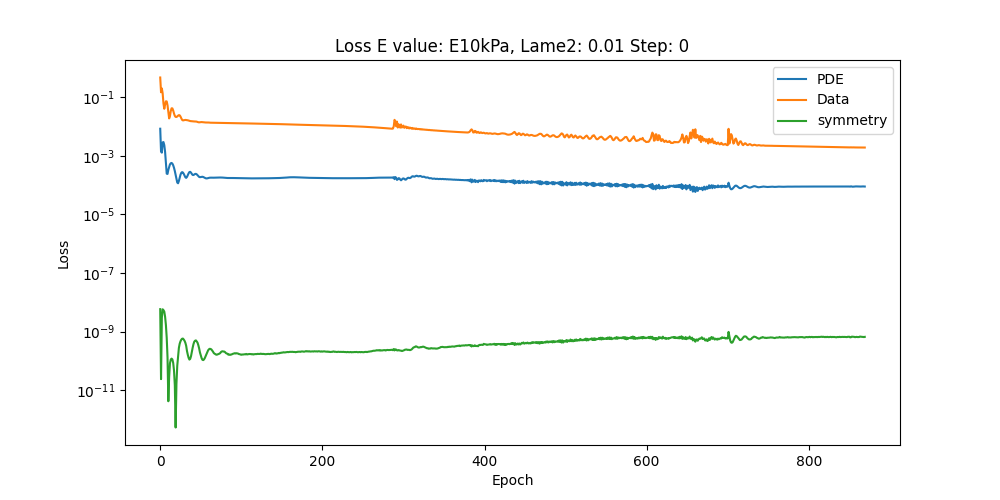 Loss E value: E10kPa, Lame2: 0.01 Step: 0
PDE
Data
symmetry
10⁻¹
10⁻³
10⁻⁵
10⁻⁷
10⁻⁹
10⁻¹¹
Loss
0 200 400 600 800
Epoch